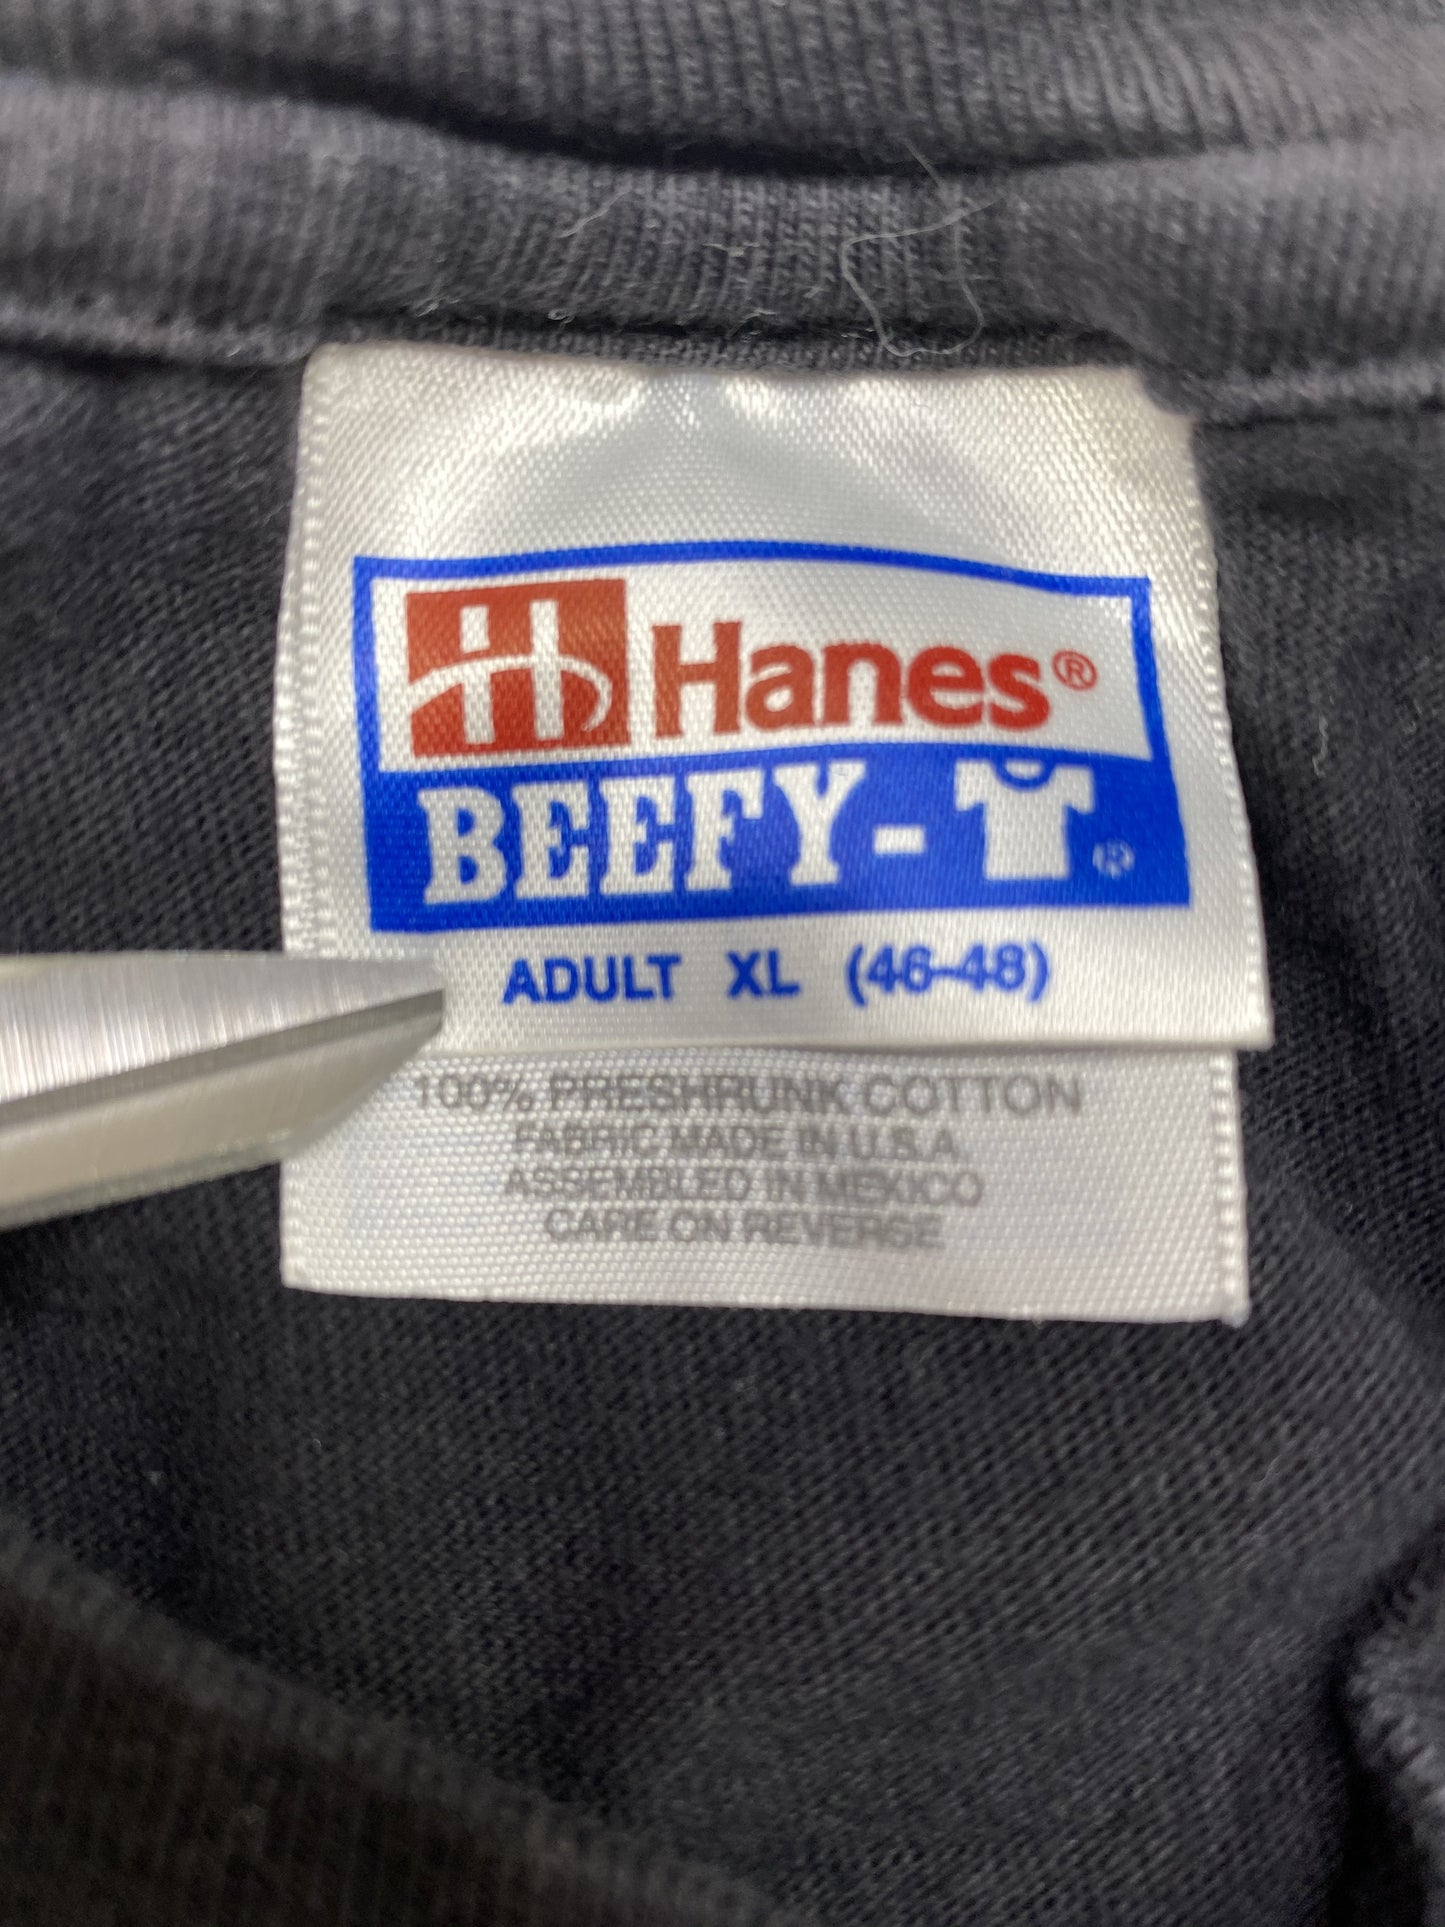 H Hanes®
BEEFY-T®
ADULT XL (46-48)
100% PRESHRUNK COTTON
FABRIC MADE IN U.S.A
ASSEMBLED IN MEXICO
CARE ON REVERSE